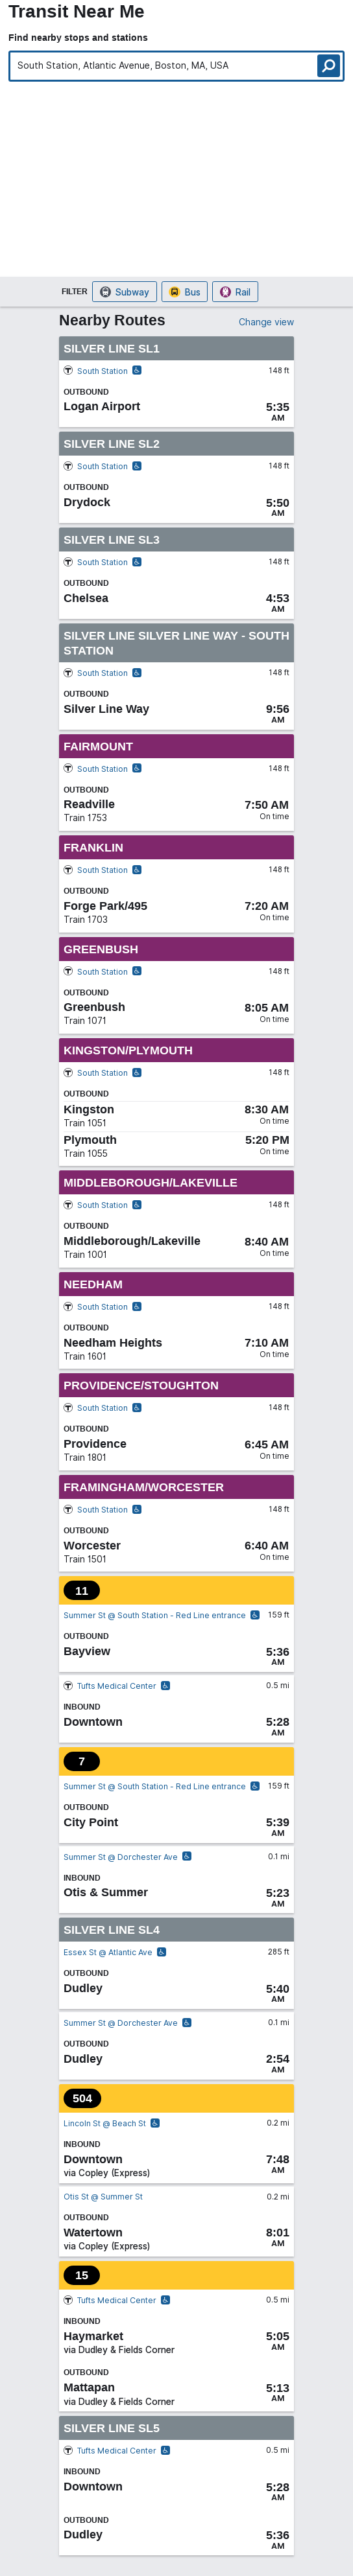 Transit Near Me
Find nearby stops and stations
South Station, Atlantic Avenue, Boston, MA, USA
FILTER Subway Bus Rail
Nearby Routes Change view
SILVER LINE SL1
South Station 148 ft
OUTBOUND
Logan Airport 5:35
AM
SILVER LINE SL2
South Station 148 ft
OUTBOUND
Drydock 5:50
AM
SILVER LINE SL3
South Station 148 ft
OUTBOUND
Chelsea 4:53
AM
SILVER LINE SILVER LINE WAY - SOUTH
STATION
South Station 148 ft
OUTBOUND
Silver Line Way 9:56
AM
FAIRMOUNT
South Station 148 ft
OUTBOUND
Readville 7:50 AM
Train 1753 On time
FRANKLIN
South Station 148 ft
OUTBOUND
Forge Park/495 7:20 AM
Train 1703 On time
GREENBUSH
South Station 148 ft
OUTBOUND
Greenbush 8:05 AM
Train 1071 On time
KINGSTON/PLYMOUTH
South Station 148 ft
OUTBOUND
Kingston 8:30 AM
Train 1051 On time
Plymouth 5:20 PM
Train 1055 On time
MIDDLEBOROUGH/LAKEVILLE
South Station 148 ft
OUTBOUND
Middleborough/Lakeville 8:40 AM
Train 1001 On time
NEEDHAM
South Station 148 ft
OUTBOUND
Needham Heights 7:10 AM
Train 1601 On time
PROVIDENCE/STOUGHTON
South Station 148 ft
OUTBOUND
Providence 6:45 AM
Train 1801 On time
FRAMINGHAM/WORCESTER
South Station 148 ft
OUTBOUND
Worcester 6:40 AM
Train 1501 On time
11
Summer St @ South Station - Red Line entrance 159 ft
OUTBOUND
Bayview 5:36
AM
Tufts Medical Center 0.5 mi
INBOUND
Downtown 5:28
AM
7
Summer St @ South Station - Red Line entrance 159 ft
OUTBOUND
City Point 5:39
AM
Summer St @ Dorchester Ave 0.1 mi
INBOUND
Otis & Summer 5:23
AM
SILVER LINE SL4
Essex St @ Atlantic Ave 285 ft
OUTBOUND
Dudley 5:40
AM
Summer St @ Dorchester Ave 0.1 mi
OUTBOUND
Dudley 2:54
AM
504
Lincoln St @ Beach St 0.2 mi
INBOUND
Downtown 7:48
via Copley (Express) AM
Otis St @ Summer St 0.2 mi
OUTBOUND
Watertown 8:01
via Copley (Express) AM
15
Tufts Medical Center 0.5 mi
INBOUND
Haymarket 5:05
via Dudley & Fields Corner AM
OUTBOUND
Mattapan 5:13
via Dudley & Fields Corner AM
SILVER LINE SL5
Tufts Medical Center 0.5 mi
INBOUND
Downtown 5:28
AM
OUTBOUND
Dudley 5:36
AM